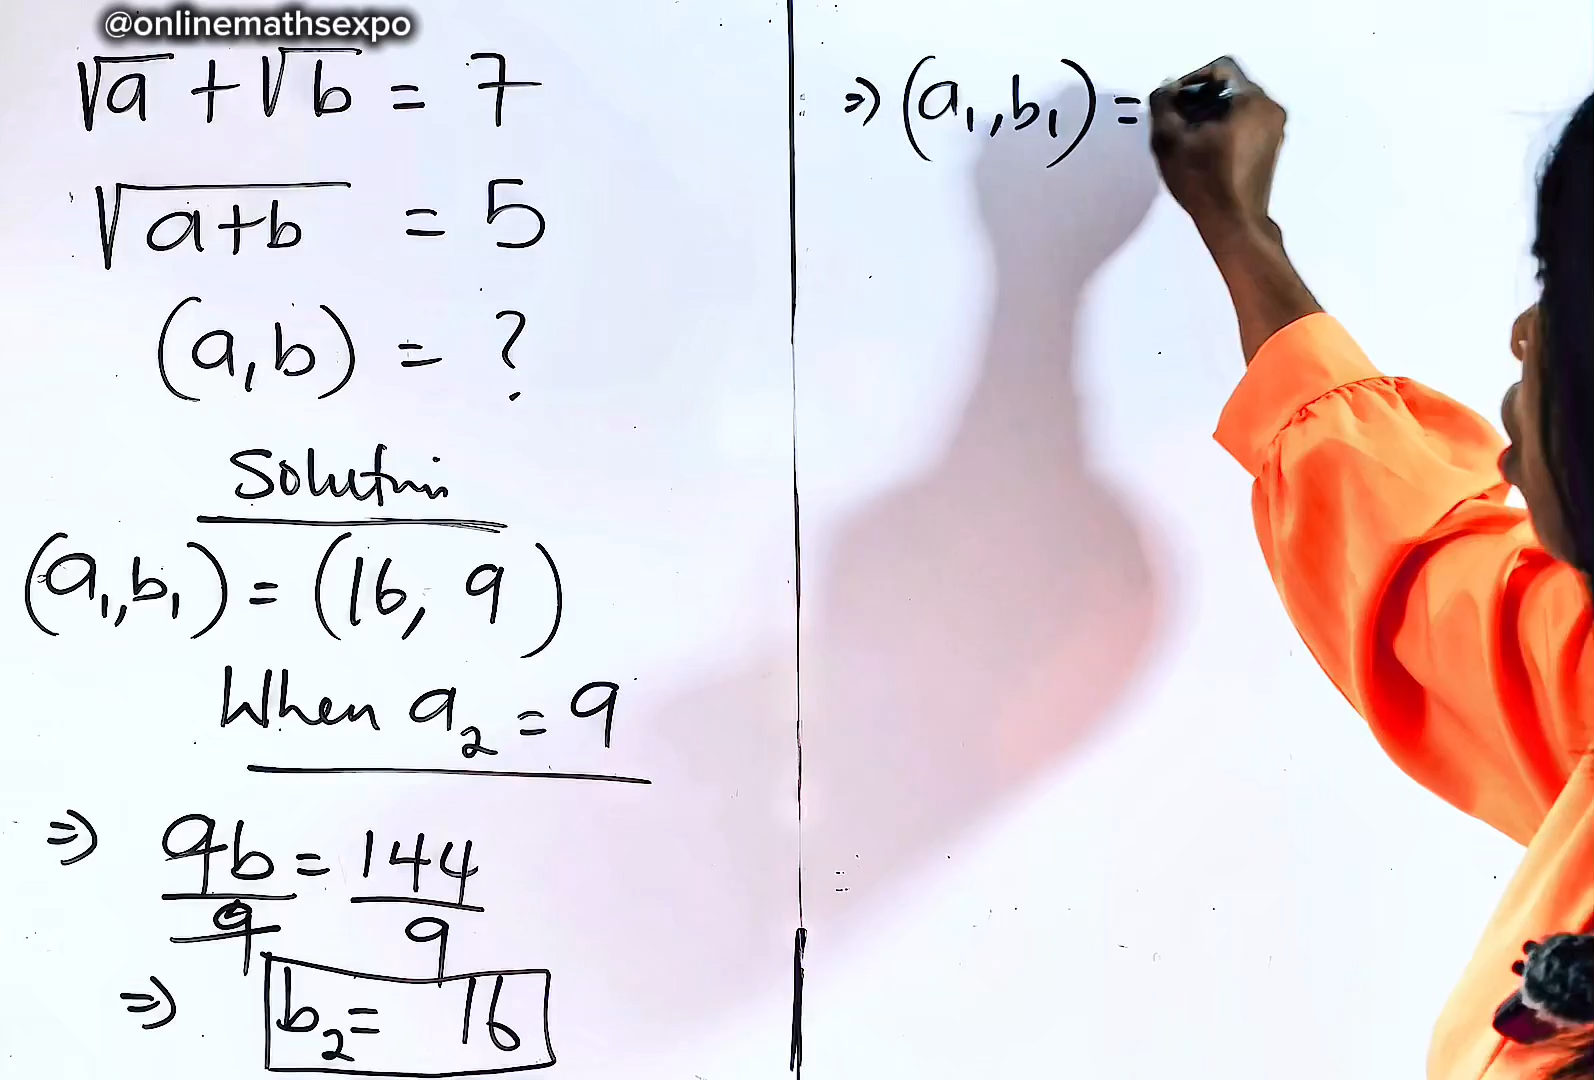 @onlinemathsexpo
√a + √b = 7
√(a+b) = 5
(a,b) = ?
Solution
(a₁,b₁) = (16, 9)
When a₂ = 9
⇒ 9b/9 = 144/9
⇒ b₂ = 16
⇒ (a₁,b₁) =